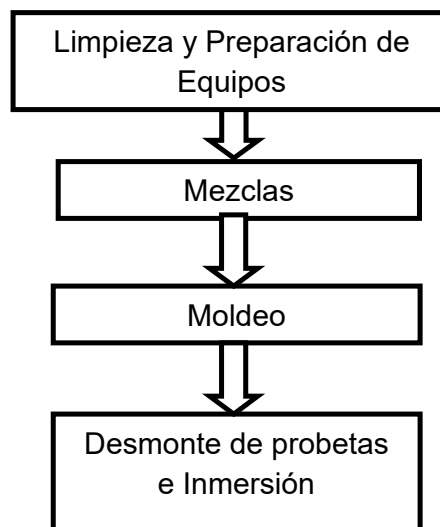 Limpieza y Preparación de
Equipos
Mezclas
Moldeo
Desmonte de probetas
e Inmersión